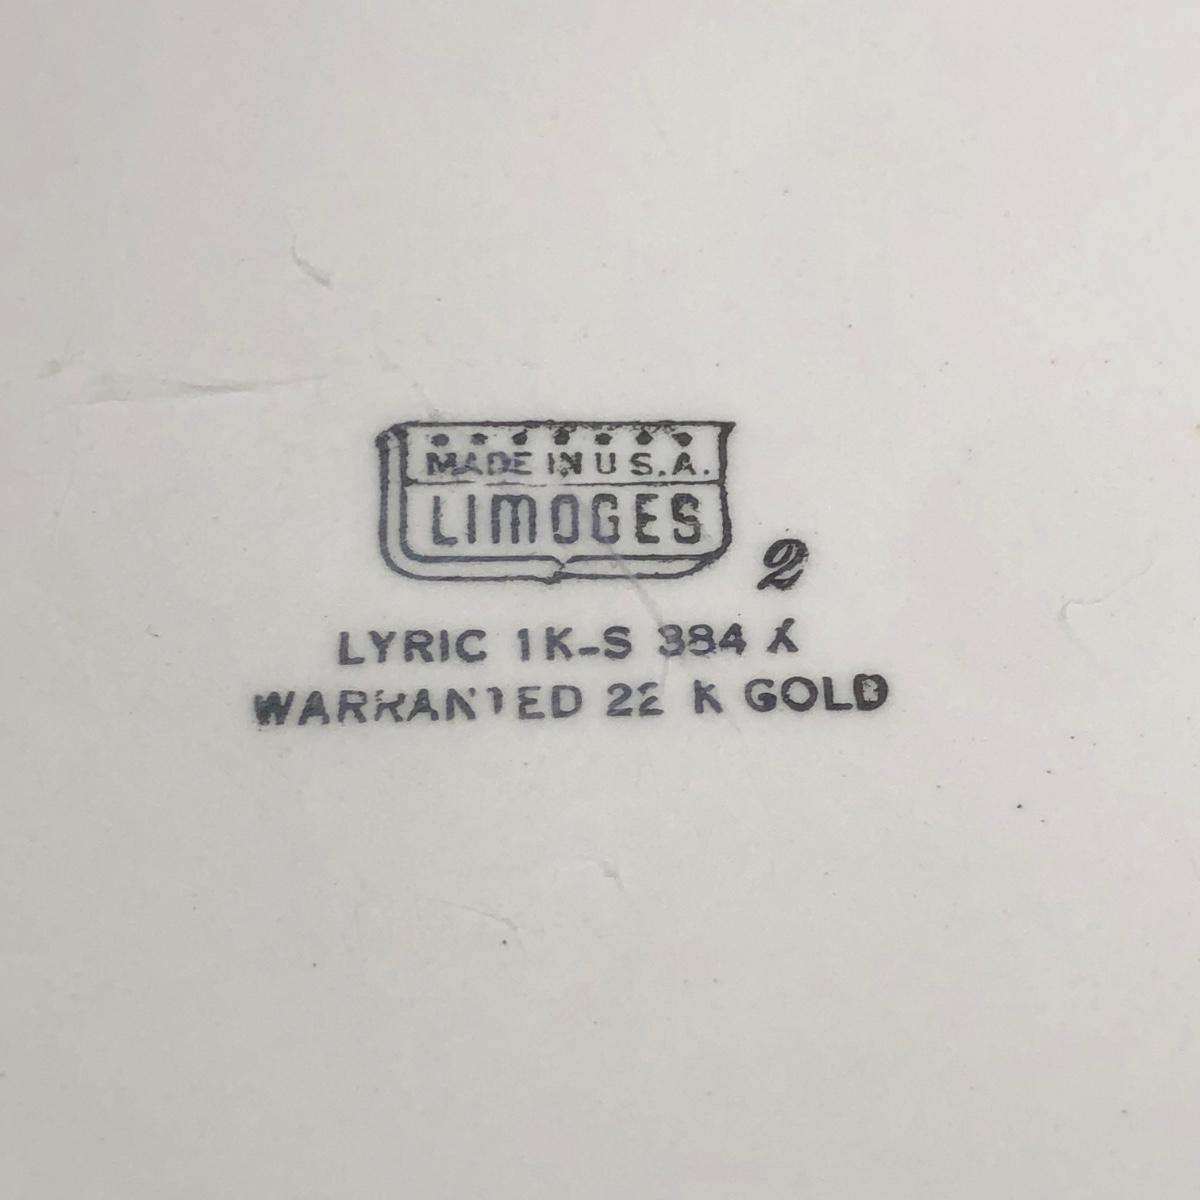 MADE IN U.S.A.
LIMOGES
2
LYRIC 1K-S 384 X
WARRANTED 22 K GOLD